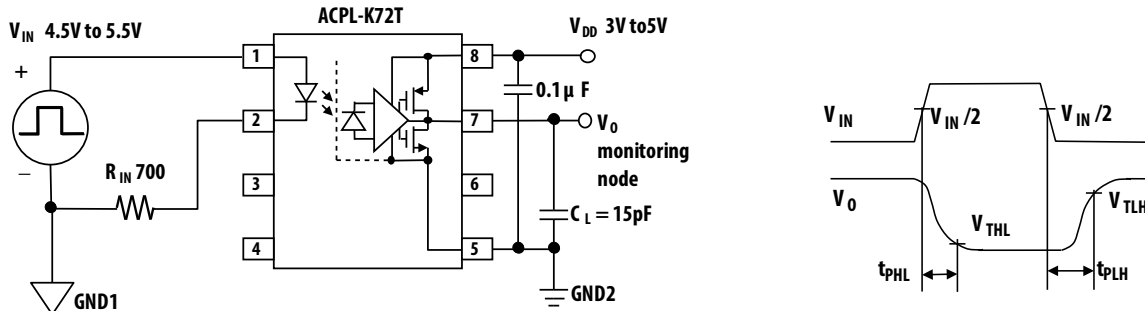 ACPL-K72T
V_IN 4.5V to 5.5V
V_DD 3V to5V
+
1
8
0.1µ F
2
7
V_O
monitoring
node
−
R_IN 700
3
6
C_L = 15pF
4
5
GND1
GND2
V_IN
V_IN /2
V_IN /2
V_O
V_THL
V_TLH
t_PHL
t_PLH